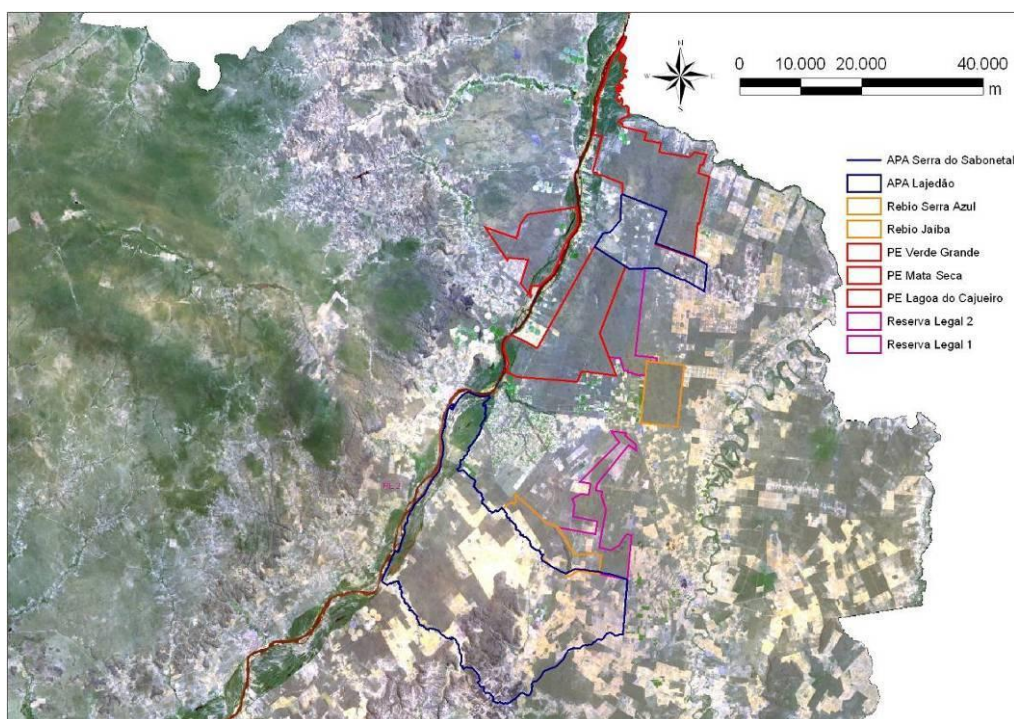 N
W E
S
0 10.000 20.000 40.000
m
APA Serra do Sabonetal
APA Lajedão
Rebio Serra Azul
Rebio Jaíba
PE Verde Grande
PE Mata Seca
PE Lagoa do Cajueiro
Reserva Legal 2
Reserva Legal 1